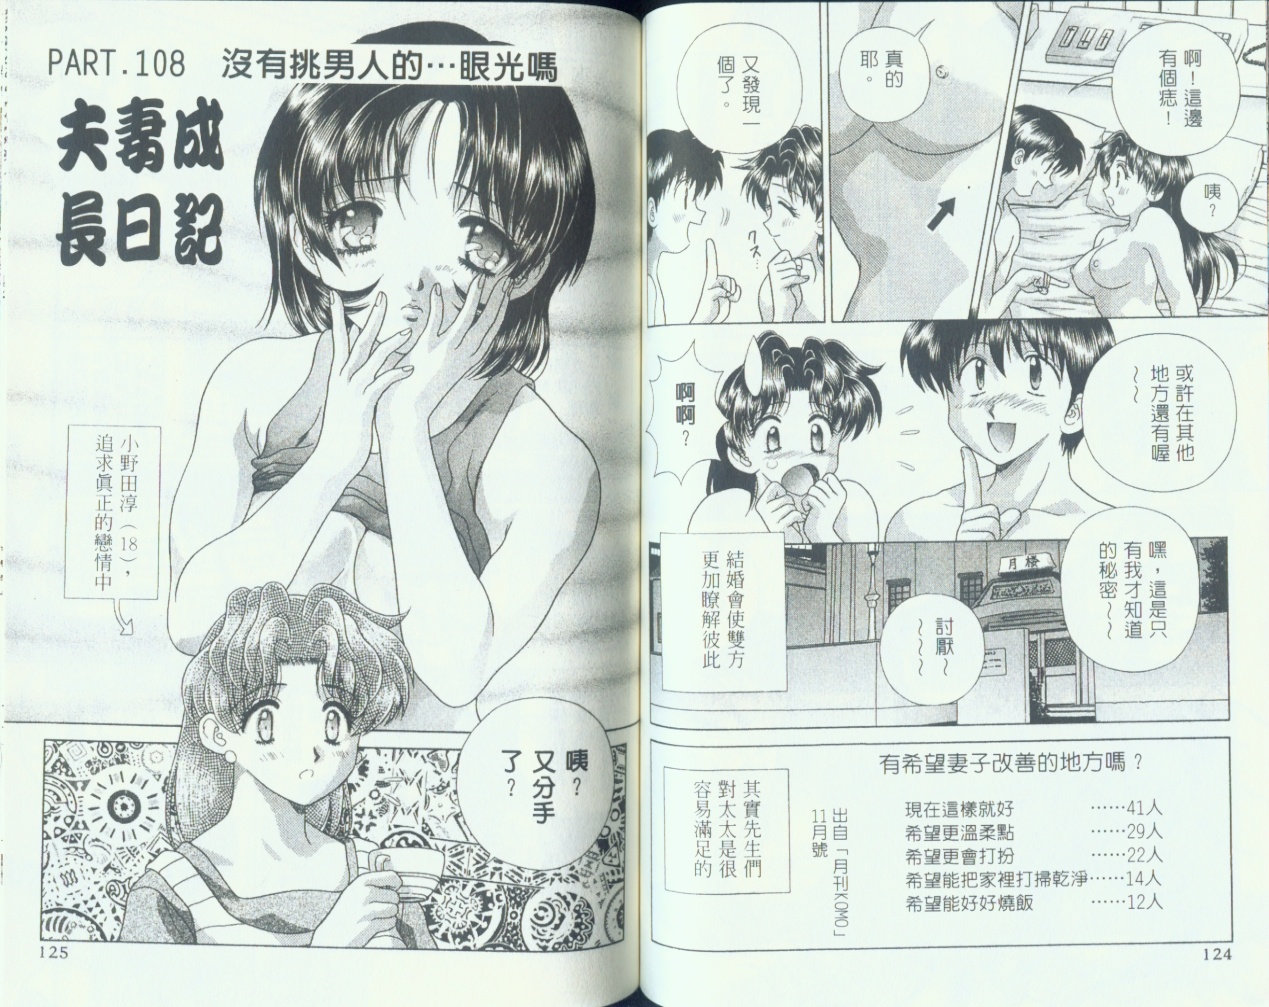 啊！這邊
有個痣！
咦？
真的
耶。
又發現一
個了。
クス…
或許在其他
地方還有喔
～～
啊啊？
嘿，這是只
有我才知道
的秘密～～
月楼
討厭～
～～～
結婚會使雙方
更加瞭解彼此
有希望妻子改善的地方嗎？
現在這樣就好 ……41人
希望更溫柔點 ……29人
希望更會打扮 ……22人
希望能把家裡打掃乾淨……14人
希望能好好燒飯 ……12人
出自「月刊KOMO」
11月號
其實先生們
對太太是很
容易滿足的
124
PART.108 沒有挑男人的…眼光嗎
夫妻成
長日記
小野田淳（18），
追求眞正的戀情中
咦？
又分手
了？
125